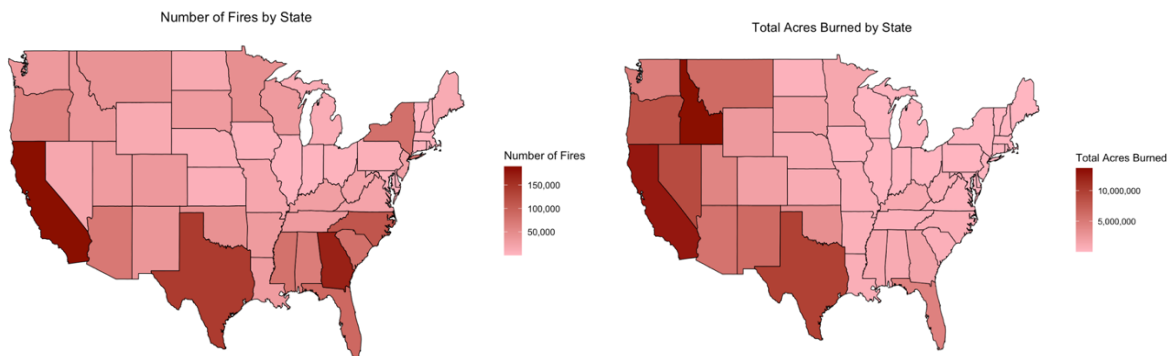 Number of Fires by State
Number of Fires
150,000
100,000
50,000
Total Acres Burned by State
Total Acres Burned
10,000,000
5,000,000